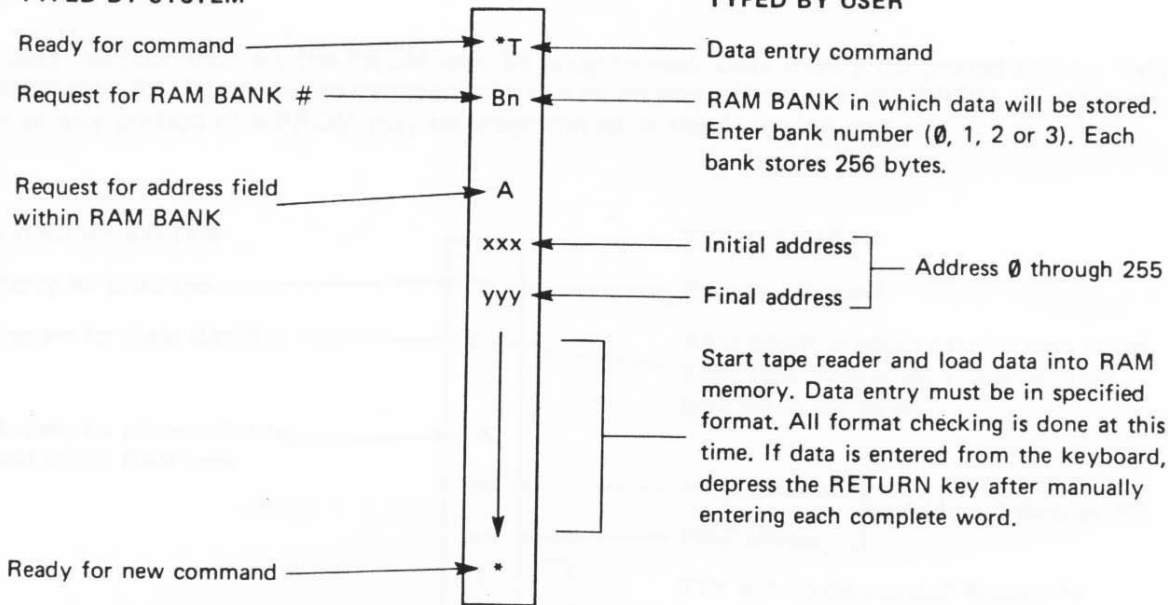 TYPED BY SYSTEM
TYPED BY USER
Ready for command
*T
Data entry command
Request for RAM BANK #
Bn
RAM BANK in which data will be stored.
Enter bank number (Ø, 1, 2 or 3). Each
bank stores 256 bytes.
Request for address field
within RAM BANK
A
xxx
Initial address
Address Ø through 255
yyy
Final address
Start tape reader and load data into RAM
memory. Data entry must be in specified
format. All format checking is done at this
time. If data is entered from the keyboard,
depress the RETURN key after manually
entering each complete word.
Ready for new command
*